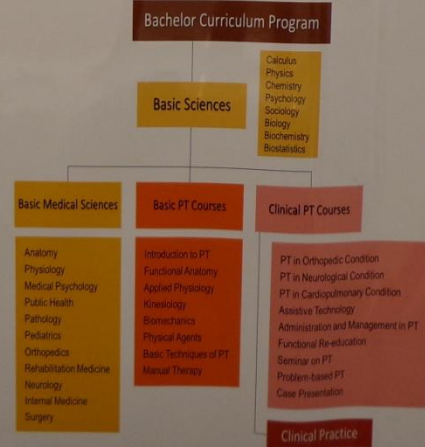 Bachelor Curriculum Program
Calculus
Physics
Chemistry
Psychology
Sociology
Biology
Biochemistry
Biostatistics
Basic Sciences
Basic Medical Sciences
Basic PT Courses
Clinical PT Courses
Anatomy
Physiology
Medical Psychology
Public Health
Pathology
Pediatrics
Orthopedics
Rehabilitation Medicine
Neurology
Internal Medicine
Surgery
Introduction to PT
Functional Anatomy
Applied Physiology
Kinesiology
Biomechanics
Physical Agents
Basic Techniques of PT
Manual Therapy
PT in Orthopedic Condition
PT in Neurological Condition
PT in Cardiopulmonary Condition
Assistive Technology
Administration and Management in PT
Functional Re-education
Seminar on PT
Problem-based PT
Case Presentation
Clinical Practice